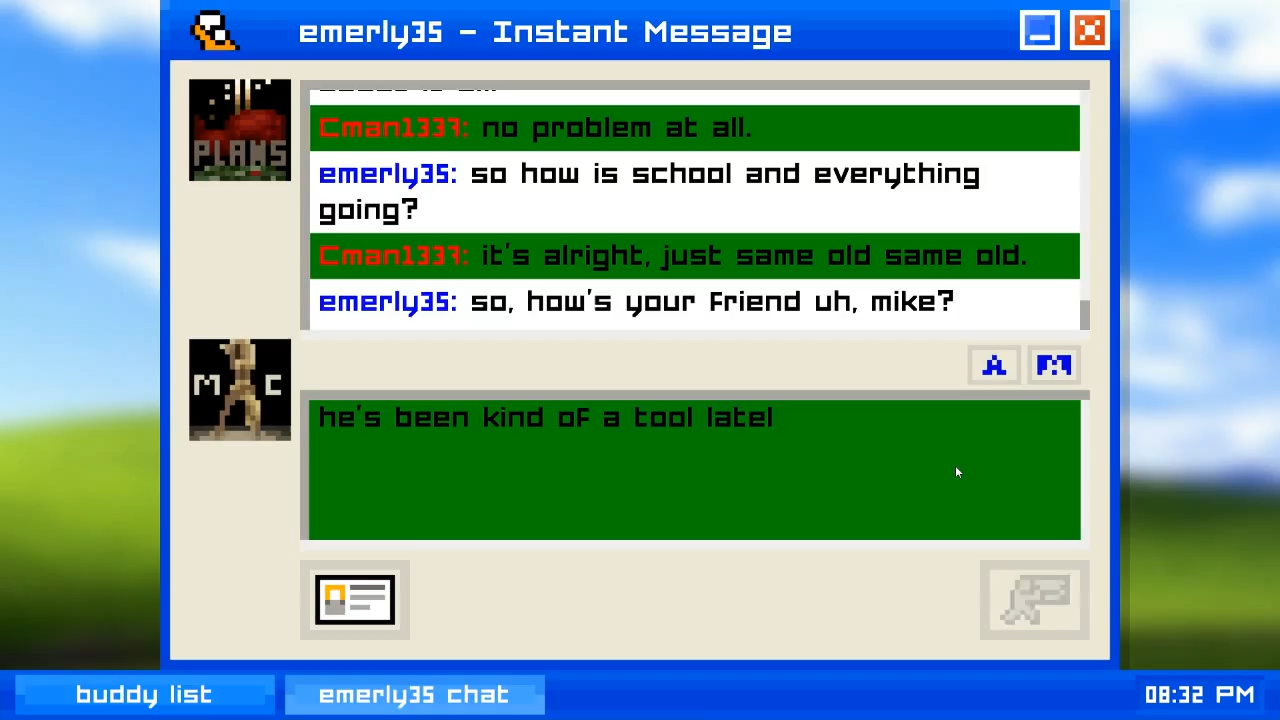 emerly35 - Instant Message
PLANS
Cman1337: no problem at all.
emerly35: so how is school and everything
going?
Cman1337: it's alright, just same old same old.
emerly35: so, how's your friend uh, mike?
A
M C
he's been kind of a tool latel
buddy list
emerly35 chat
08:32 PM